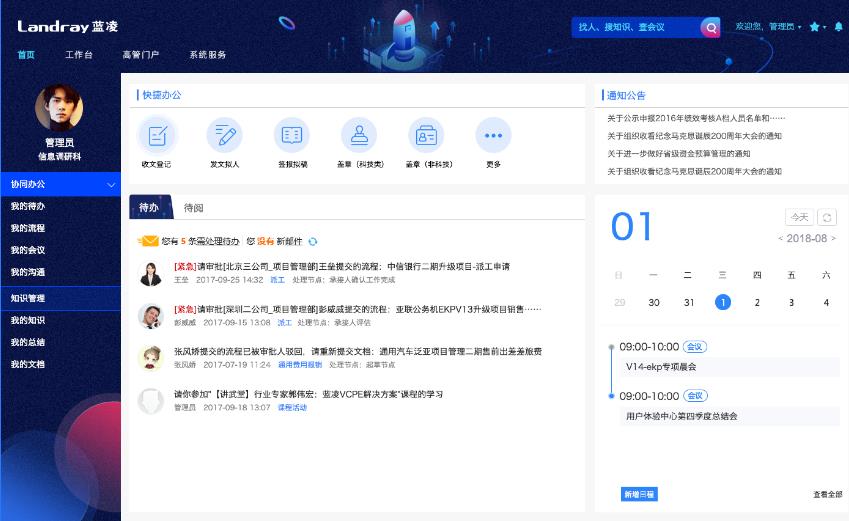 Landray 蓝凌
找人、搜知识、查会议
欢迎您，管理员
首页 工作台 高管门户 系统服务
管理员
信息调研科
协同办公
我的待办
我的流程
我的会议
我的沟通
知识管理
我的知识
我的总结
我的文档
快捷办公
收文登记 发文拟人 签报拟稿 盖章（科技类） 盖章（非科技） 更多
待办 待阅
您有 5 条需处理待办 您 没有 新邮件
[紧急]请审批[北京三公司_项目管理部]王垒提交的流程：中信银行二期升级项目-派工申请
王垒 2017-09-25 14:32 派工 处理节点：承接人确认工作完成
[紧急]请审批[深圳二公司_项目管理部]彭威威提交的流程：亚联公务机EKPV13升级项目销售……
彭威威 2017-09-15 13:08 派工 处理节点：承接人评估
张凤娇提交的流程已被审批人驳回，请重新提交文档：通用汽车泛亚项目管理二期售前出差差旅费
张凤娇 2017-07-19 11:24 通用费用报销 处理节点：起草节点
请你参加"【讲武堂】行业专家郭伟宏：蓝凌VCPE解决方案"课程的学习
管理员 2017-09-18 13:07 课程活动
通知公告
关于公示申报2016年绩效考核A档人员名单和……
关于组织收看纪念马克思诞辰200周年大会的通知
关于进一步做好省级资金预算管理的通知
关于组织收看纪念马克思诞辰200周年大会的通知
01
今天
< 2018-08 >
日 一 二 三 四 五 六
29 30 31 1 2 3 4
09:00-10:00 会议
V14-ekp专项晨会
09:00-10:00 会议
用户体验中心第四季度总结会
新增日程 查看全部